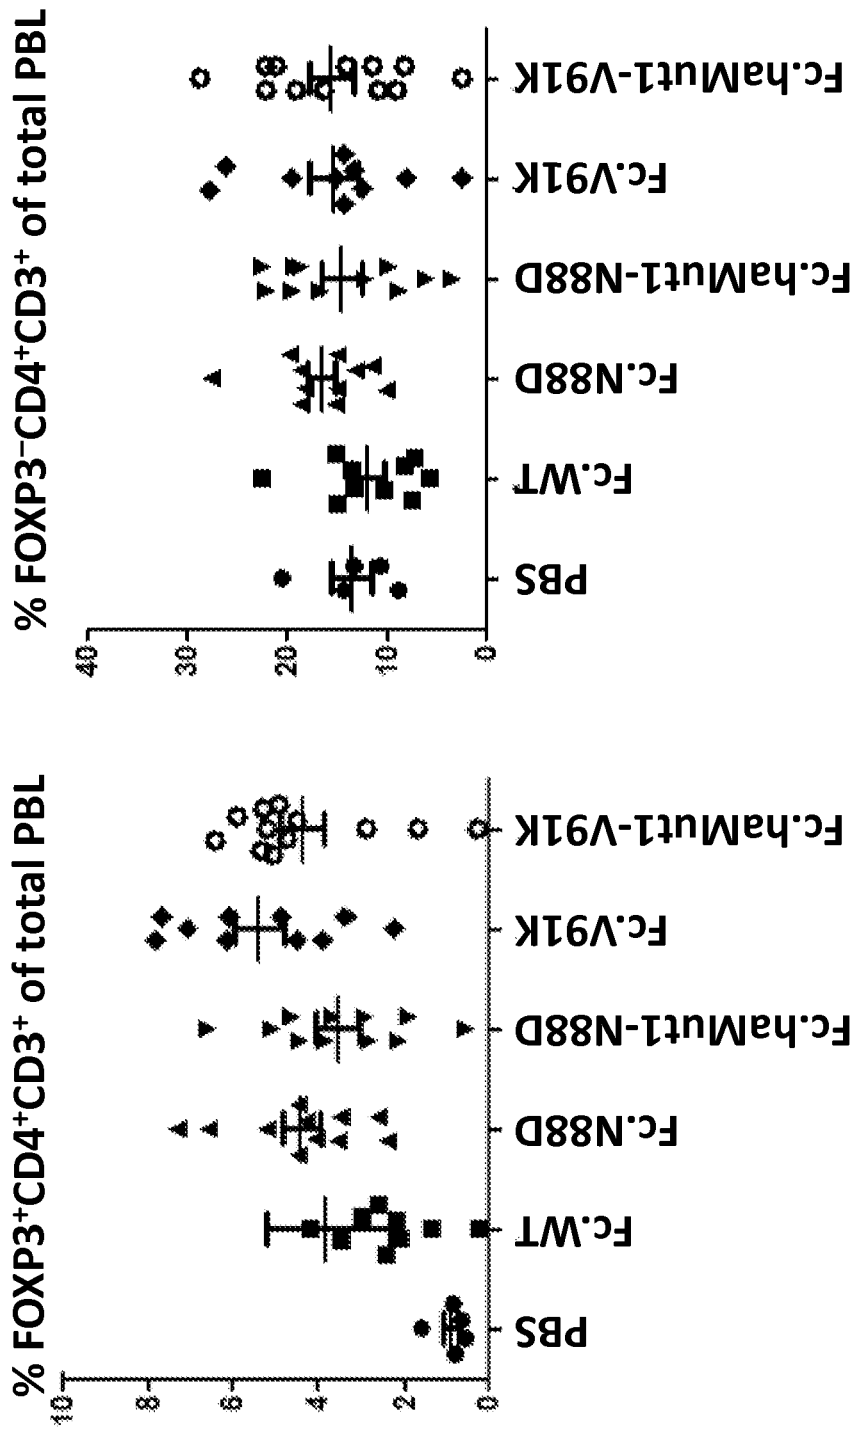 % FOXP3⁺CD4⁺CD3⁺ of total PBL
10
8
6
4
2
0
PBS
Fc.WT
Fc.N88D
Fc.haMut1-N88D
Fc.V91K
Fc.haMut1-V91K
% FOXP3⁻CD4⁺CD3⁺ of total PBL
40
30
20
10
0
PBS
Fc.WT
Fc.N88D
Fc.haMut1-N88D
Fc.V91K
Fc.haMut1-V91K